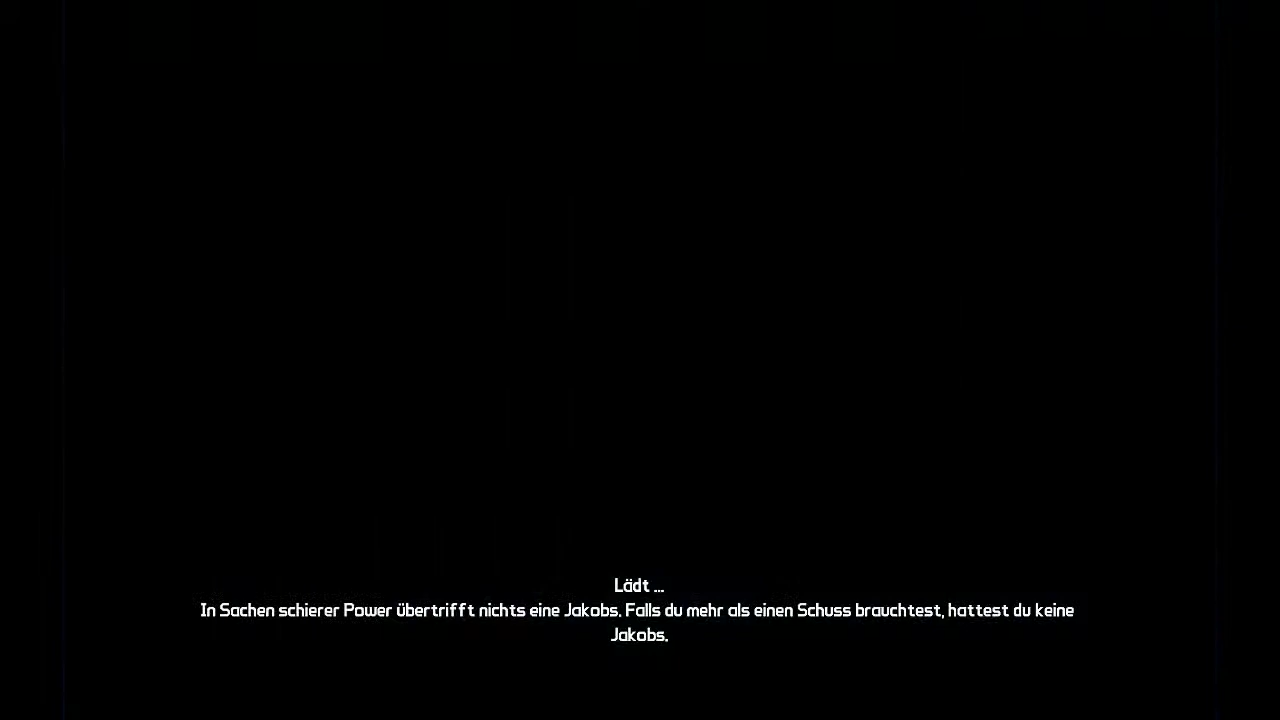 Lädt ...
In Sachen schierer Power übertrifft nichts eine Jakobs. Falls du mehr als einen Schuss brauchtest, hattest du keine
Jakobs.